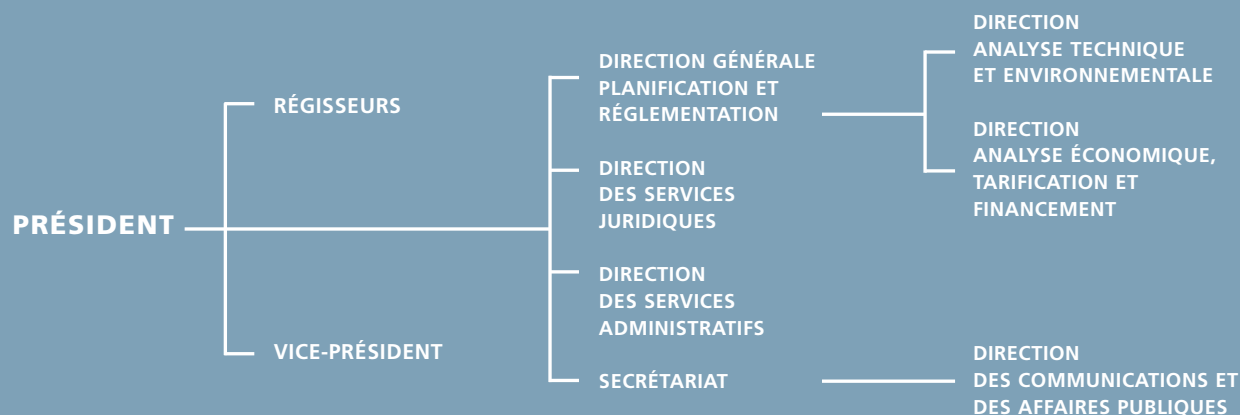 PRÉSIDENT
RÉGISSEURS
VICE-PRÉSIDENT
DIRECTION GÉNÉRALE
PLANIFICATION ET
RÉGLEMENTATION
DIRECTION
DES SERVICES
JURIDIQUES
DIRECTION
DES SERVICES
ADMINISTRATIFS
SECRÉTARIAT
DIRECTION
ANALYSE TECHNIQUE
ET ENVIRONNEMENTALE
DIRECTION
ANALYSE ÉCONOMIQUE,
TARIFICATION ET
FINANCEMENT
DIRECTION
DES COMMUNICATIONS ET
DES AFFAIRES PUBLIQUES